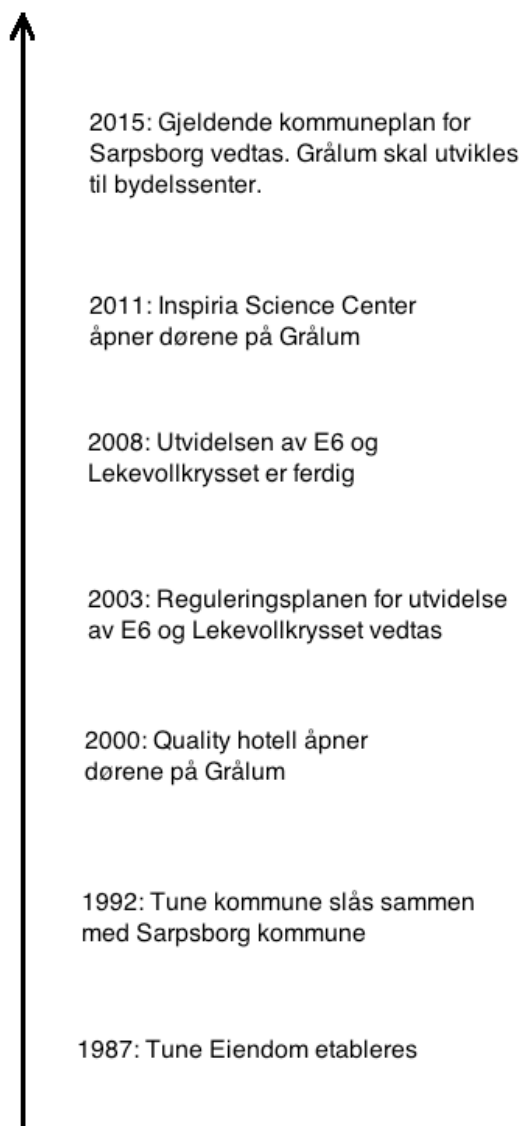 2015: Gjeldende kommuneplan for
Sarpsborg vedtas. Grålum skal utvikles
til bydelssenter.
2011: Inspiria Science Center
åpner dørene på Grålum
2008: Utvidelsen av E6 og
Lekevollkrysset er ferdig
2003: Reguleringsplanen for utvidelse
av E6 og Lekevollkrysset vedtas
2000: Quality hotell åpner
dørene på Grålum
1992: Tune kommune slås sammen
med Sarpsborg kommune
1987: Tune Eiendom etableres